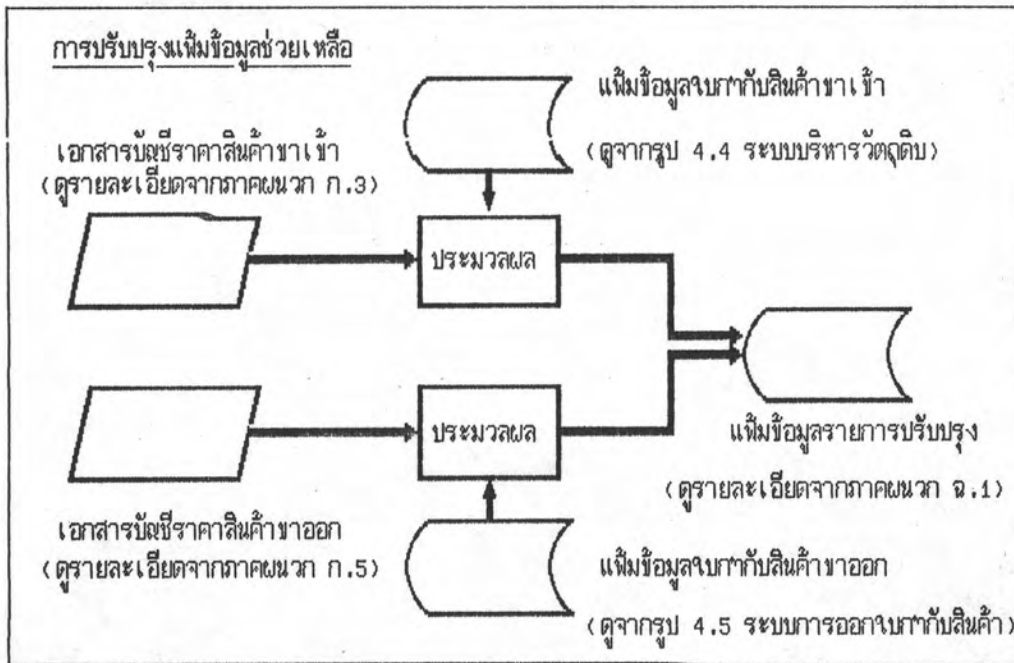 การปรับปรุงแฟ้มข้อมูลช่วยเหลือ
แฟ้มข้อมูลใบกำกับสินค้าขาเข้า
(ดูจากรูป 4.4 ระบบบริหารวัตถุดิบ)
เอกสารบัญชีราคาสินค้าขาเข้า
(ดูรายละเอียดจากภาคผนวก ก.3)
ประมวลผล
ประมวลผล
แฟ้มข้อมูลรายการปรับปรุง
(ดูรายละเอียดจากภาคผนวก ฉ.1)
เอกสารบัญชีราคาสินค้าขาออก
(ดูรายละเอียดจากภาคผนวก ก.5)
แฟ้มข้อมูลใบกำกับสินค้าขาออก
(ดูจากรูป 4.5 ระบบการออกใบกำกับสินค้า)